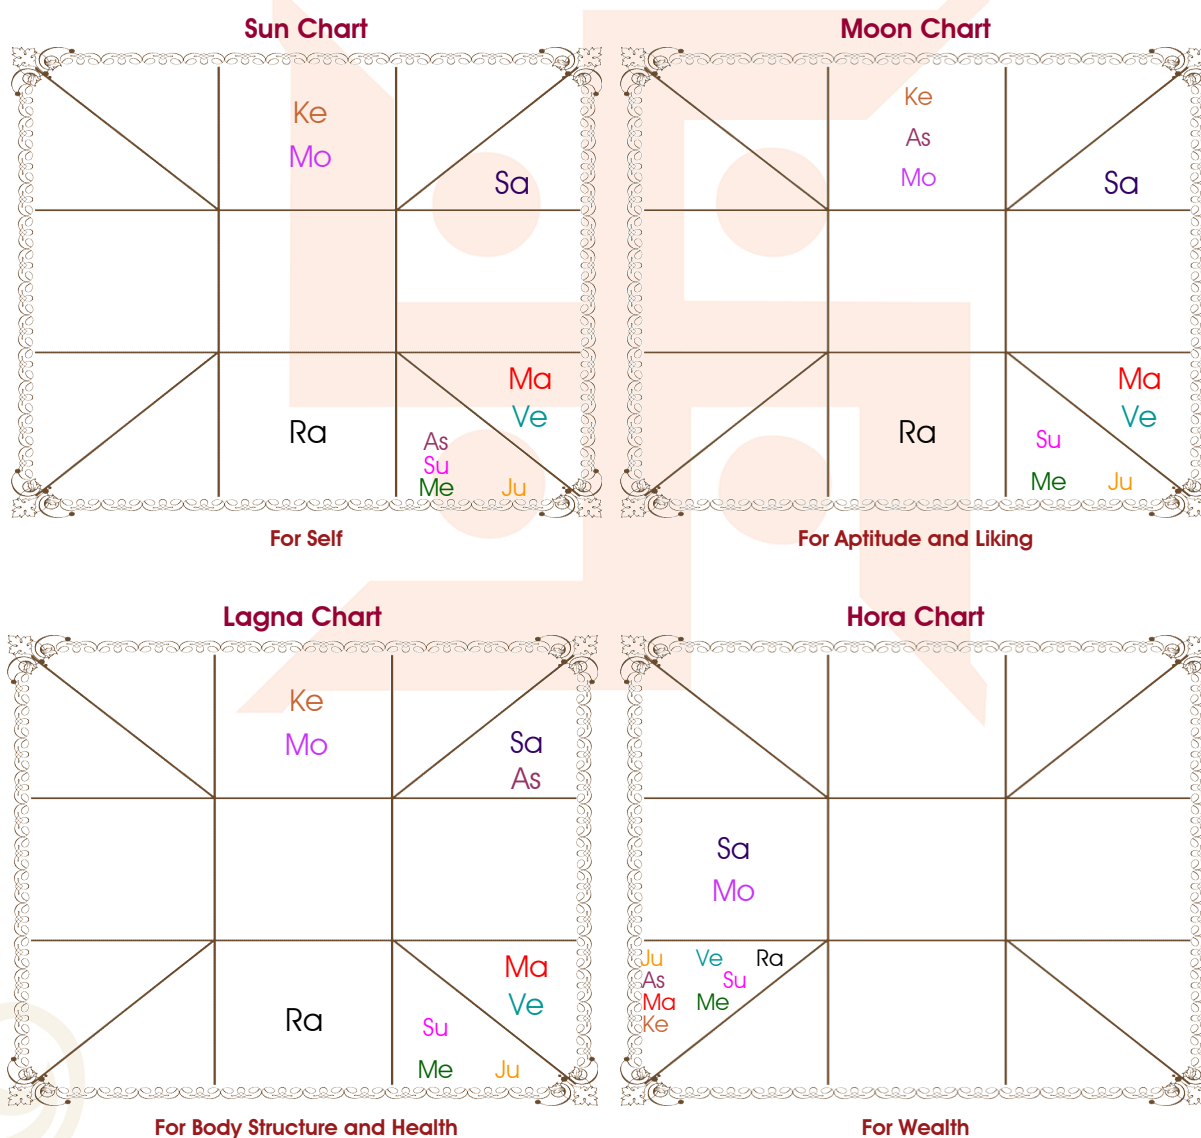 Sun Chart
Ke
Mo
Sa
Ra
Ma
Ve
As
Su
Me Ju
For Self
Moon Chart
Ke
As
Mo
Sa
Ra
Ma
Ve
Su
Me Ju
For Aptitude and Liking
Lagna Chart
Ke
Mo
Sa
As
Ra
Ma
Ve
Su
Me Ju
For Body Structure and Health
Hora Chart
Sa
Mo
Ju Ve Ra
As Su
Ma Me
Ke
For Wealth